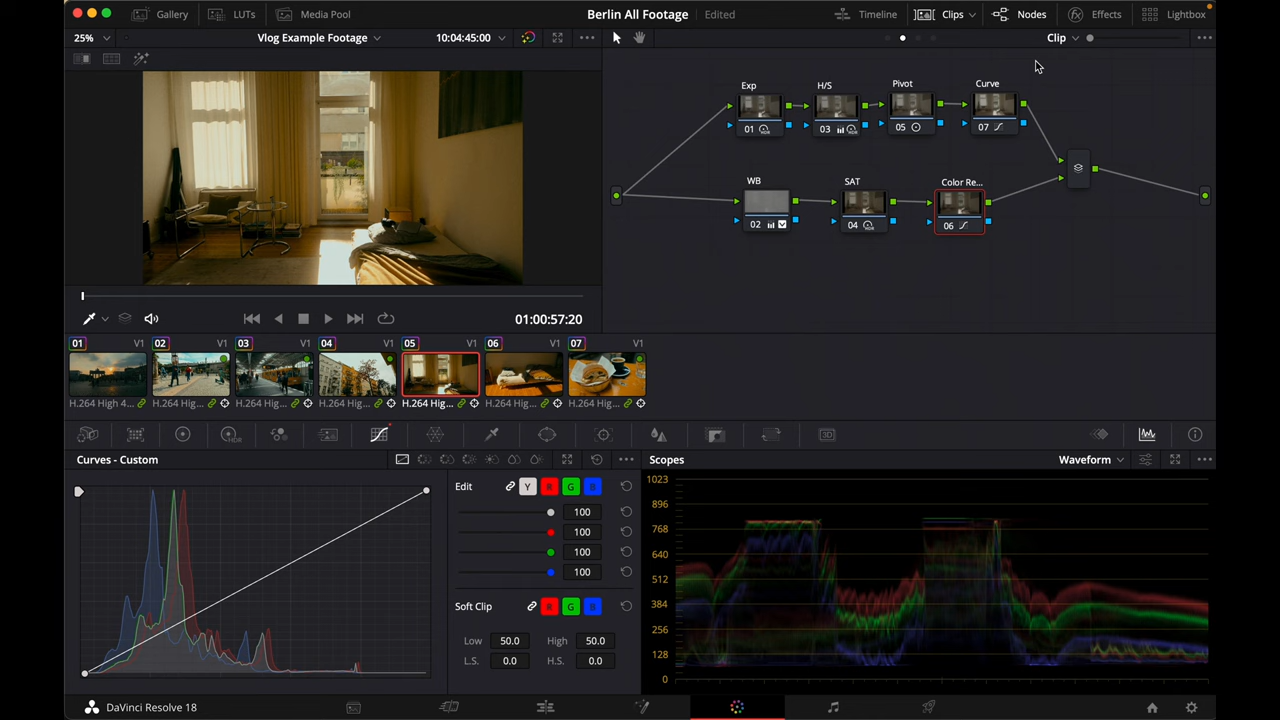 Gallery LUTs Media Pool Berlin All Footage Edited Timeline Clips Nodes Effects Lightbox
25% Vlog Example Footage 10:04:45:00 Clip
Exp H/S Pivot Curve
01 03 05 07
WB SAT Color Re...
02 04 06
01:00:57:20
01 V1 02 V1 03 V1 04 V1 05 V1 06 V1 07 V1
H.264 High 4... H.264 Hig... H.264 Hig... H.264 Hig... H.264 Hig... H.264 Hig... H.264 Hig...
HDR
3D
Curves - Custom
Edit Y R G B
100
100
100
100
Soft Clip R G B
Low 50.0 High 50.0
L.S. 0.0 H.S. 0.0
Scopes Waveform
1023
896
768
640
512
384
256
128
0
DaVinci Resolve 18